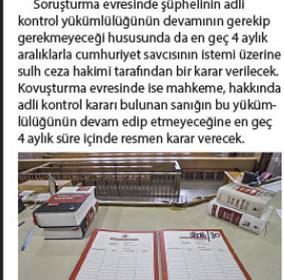 Soruşturma evresinde şüphelinin adli
kontrol yükümlülüğünün devamının gerekip
gerekmeyeceği hususunda da en geç 4 aylık
aralıklarla cumhuriyet savcısının istemi üzerine
sulh ceza hakimi tarafından bir karar verilecek.
Kovuşturma evresinde ise mahkeme, hakkında
adli kontrol kararı bulunan sanığın bu yüküm-
lülüğünün devam edip etmeyeceğine en geç
4 aylık süre içinde resmen karar verecek.